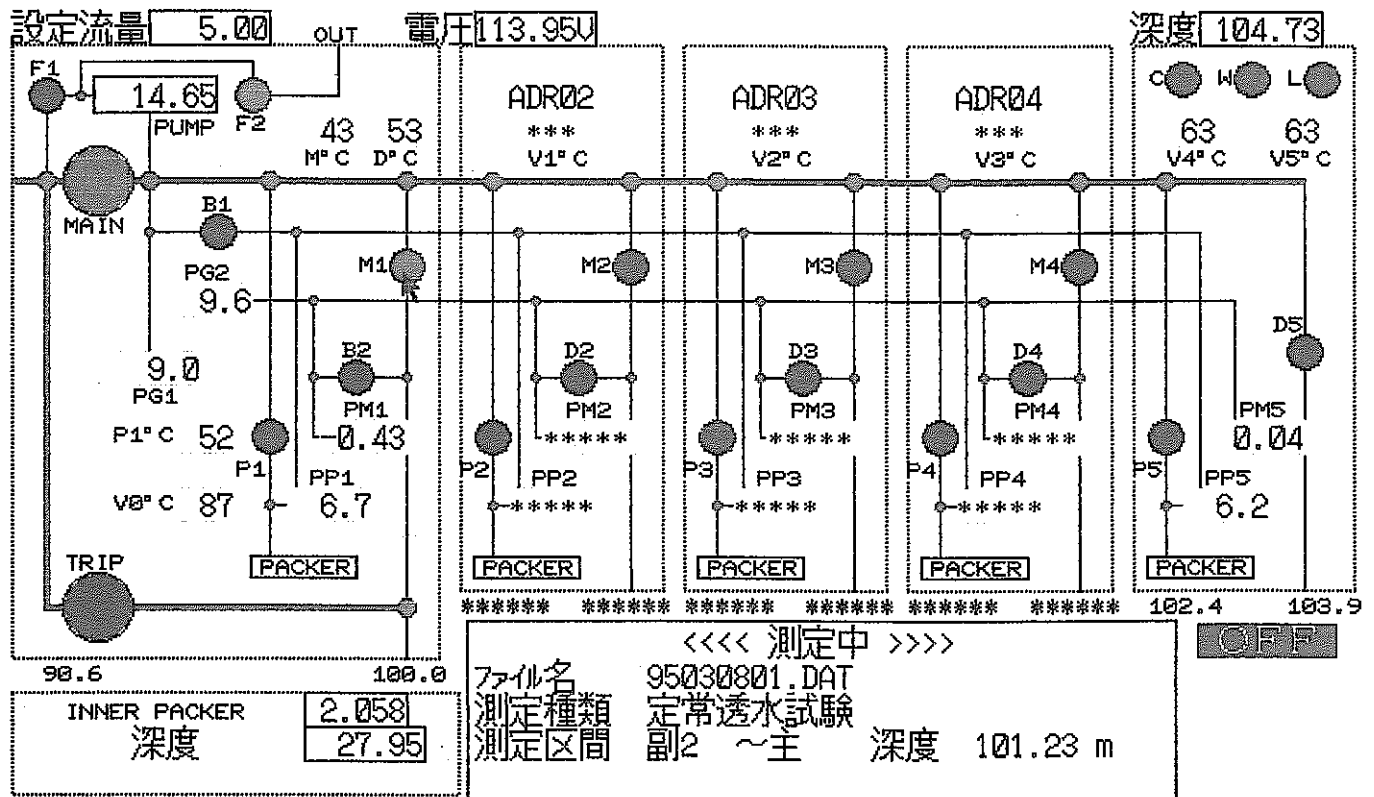 設定流量 5.00 OUT 電圧 113.95V 深度 104.73
F1 14.65 F2 ADR02 ADR03 ADR04 C W L
PUMP 43 53 *** *** *** 63 63
M°C D°C V1°C V2°C V3°C V4°C V5°C
MAIN B1
PG2 M1 M2 M3 M4
9.6
B2 D2 D3 D4 D5
9.0
PG1 PM1 PM2 PM3 PM4 PM5
P1°C 52 -0.43 ***** ***** ***** 0.04
P1 PP1 P2 PP2 P3 PP3 P4 PP4 P5 PP5
V0°C 87 6.7 ***** ***** ***** 6.2
PACKER PACKER PACKER PACKER PACKER
TRIP
****** ****** ****** ****** ****** ****** 102.4 103.9
90.6 100.0
OFF
INNER PACKER 2.058
深度 27.95
<<<< 測定中 >>>>
ファイル名 95030801.DAT
測定種類 定常透水試験
測定区間 副2 ~主 深度 101.23 m